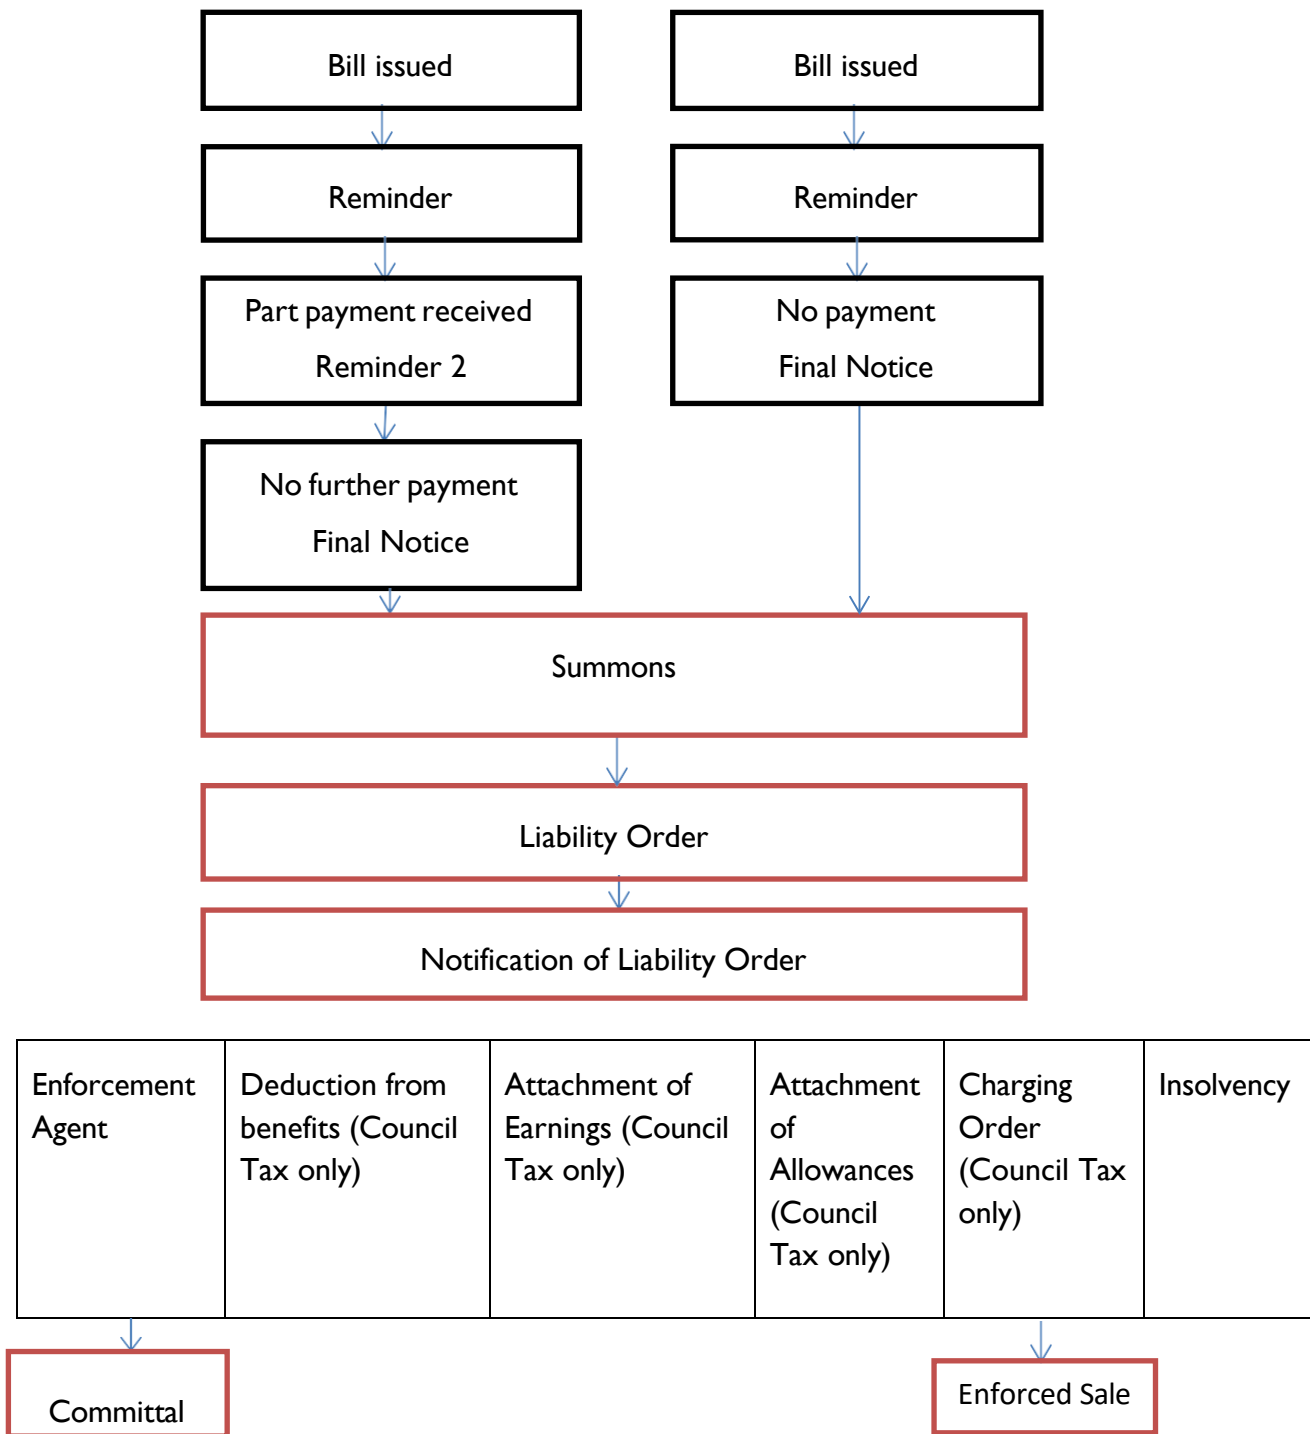 Bill issued
Bill issued
Reminder
Reminder
Part payment received
Reminder 2
No payment
Final Notice
No further payment
Final Notice
Summons
Liability Order
Notification of Liability Order
Enforcement
Agent
Deduction from
benefits (Council
Tax only)
Attachment of
Earnings (Council
Tax only)
Attachment
of
Allowances
(Council
Tax only)
Charging
Order
(Council Tax
only)
Insolvency
Committal
Enforced Sale